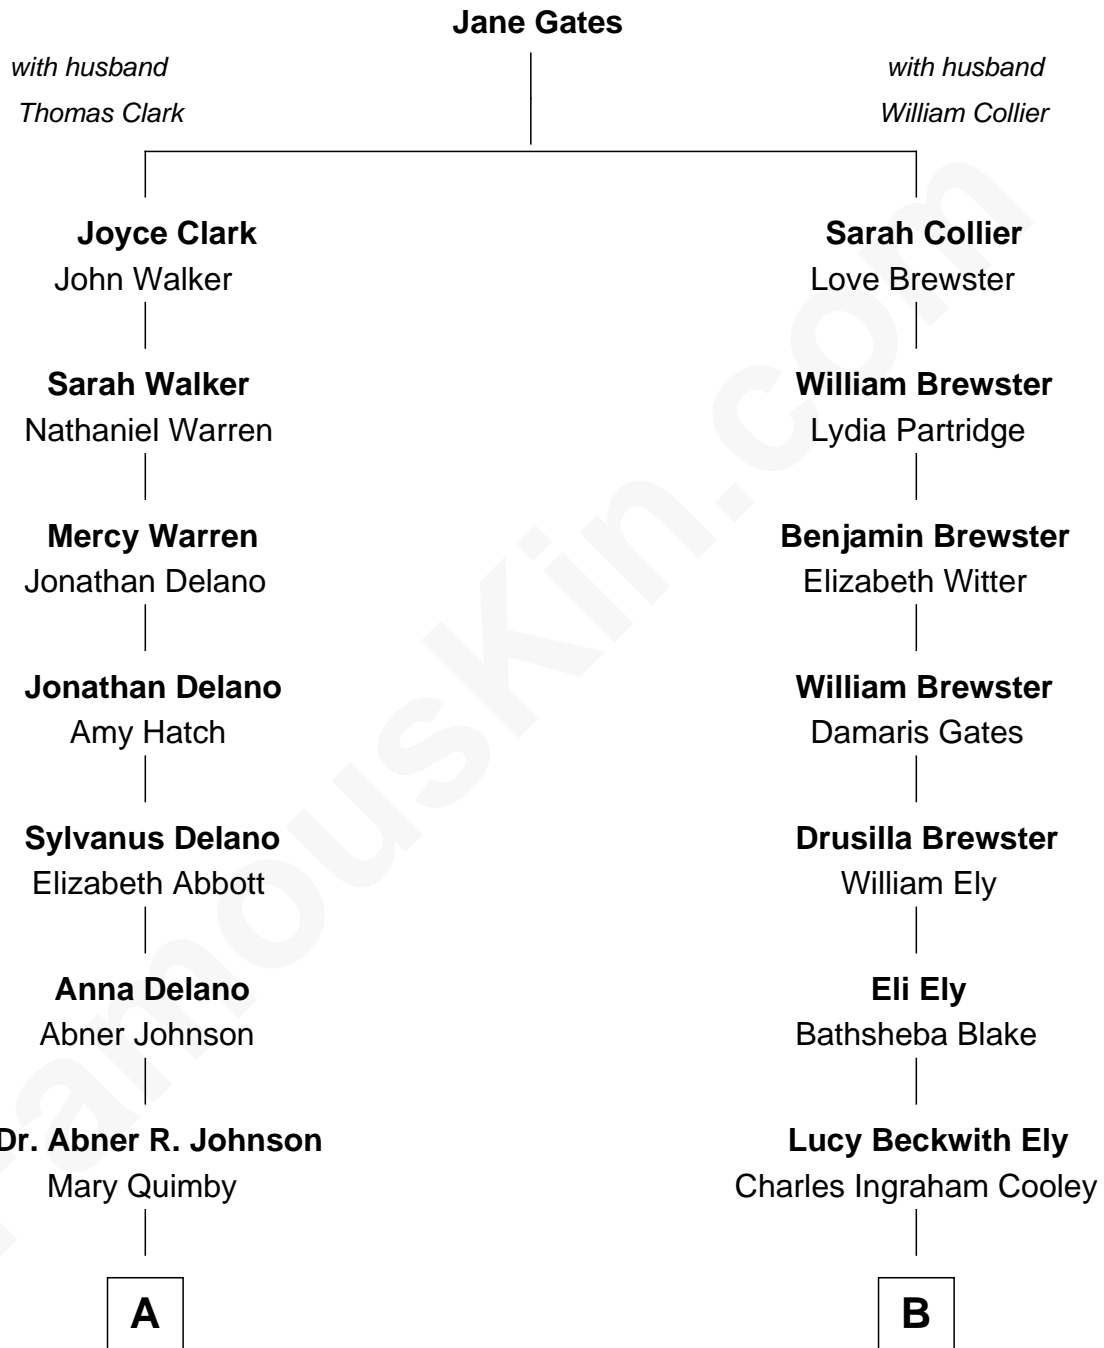 Jane Gates
with husband
Thomas Clark
with husband
William Collier
Joyce Clark
John Walker
Sarah Collier
Love Brewster
Sarah Walker
Nathaniel Warren
William Brewster
Lydia Partridge
Mercy Warren
Jonathan Delano
Benjamin Brewster
Elizabeth Witter
Jonathan Delano
Amy Hatch
William Brewster
Damaris Gates
Sylvanus Delano
Elizabeth Abbott
Drusilla Brewster
William Ely
Anna Delano
Abner Johnson
Eli Ely
Bathsheba Blake
Dr. Abner R. Johnson
Mary Quimby
Lucy Beckwith Ely
Charles Ingraham Cooley
A
B
FamousKin.com